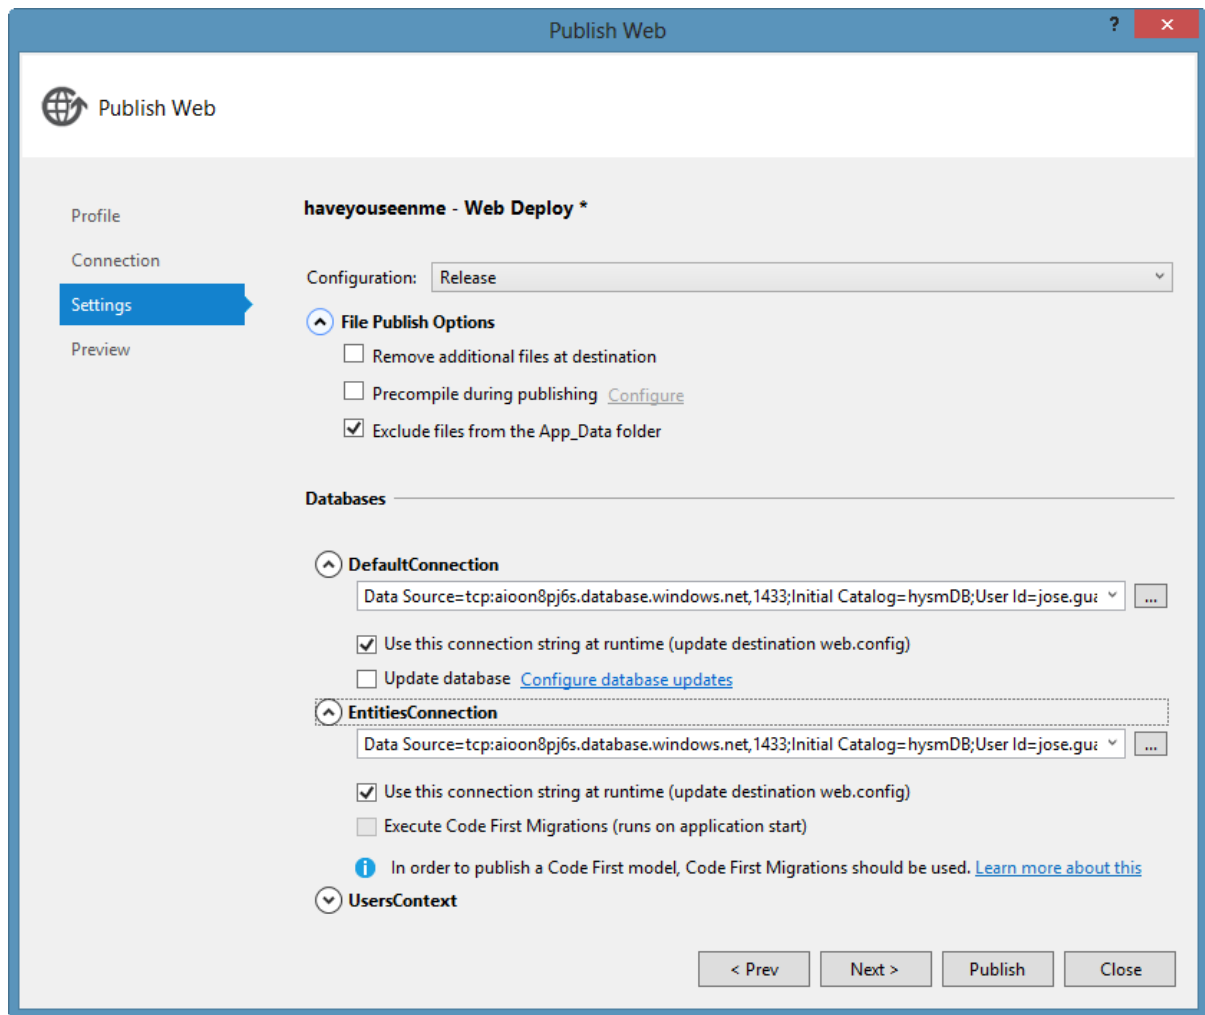 Publish Web
?
Publish Web
Profile
Connection
Settings
Preview
haveyouseenme - Web Deploy *
Configuration: Release
File Publish Options
Remove additional files at destination
Precompile during publishing Configure
Exclude files from the App_Data folder
Databases
DefaultConnection
Data Source=tcp:aioon8pj6s.database.windows.net,1433;Initial Catalog=hysmDB;User Id=jose.gua ...
Use this connection string at runtime (update destination web.config)
Update database Configure database updates
EntitiesConnection
Data Source=tcp:aioon8pj6s.database.windows.net,1433;Initial Catalog=hysmDB;User Id=jose.gua ...
Use this connection string at runtime (update destination web.config)
Execute Code First Migrations (runs on application start)
In order to publish a Code First model, Code First Migrations should be used. Learn more about this
UsersContext
< Prev Next > Publish Close